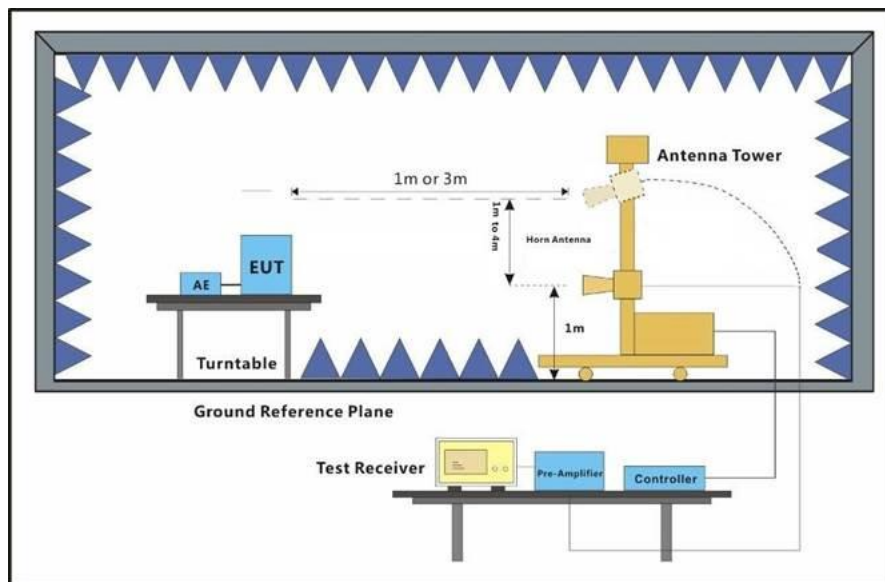 Antenna Tower
1m or 3m
1m to 4m
Horn Antenna
EUT
AE
1m
Turntable
Ground Reference Plane
Test Receiver
Pre-Amplifier
Controller